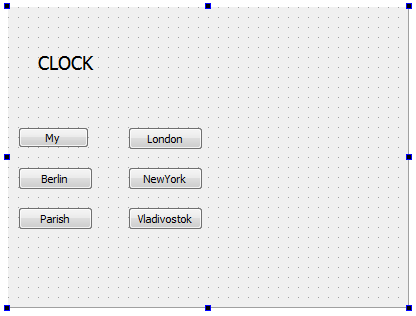 CLOCK
My London
Berlin NewYork
Parish Vladivostok